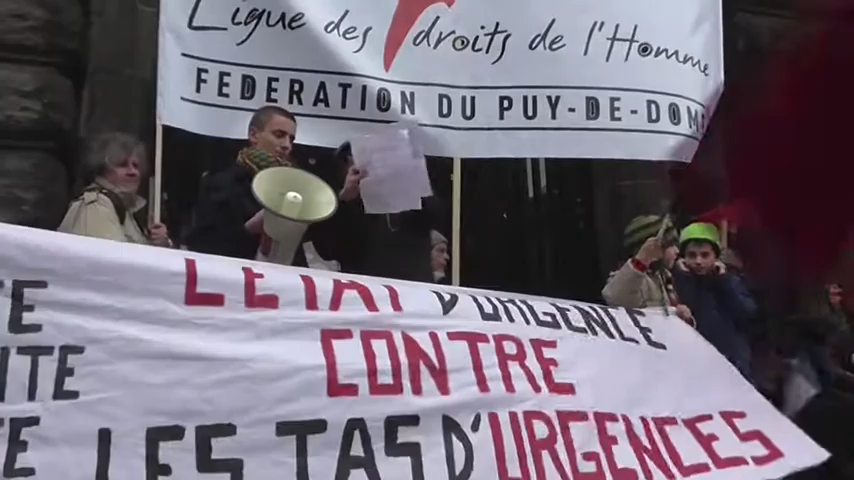 Ligue des droits de l'Homme
FEDERATION DU PUY-DE-DOME
L'ETAT D'URGENCE
CONTRE
LES TAS D'URGENCES